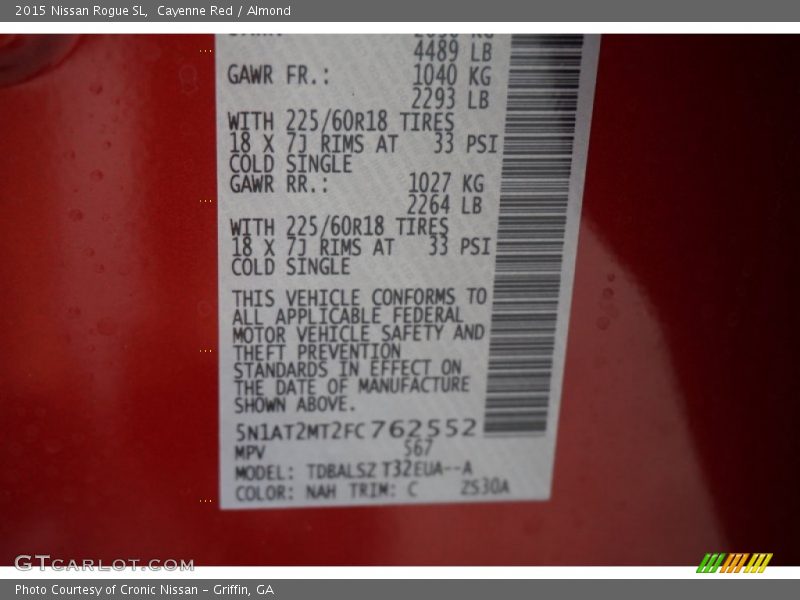 2015 Nissan Rogue SL,  Cayenne Red / Almond
4489 LB
GAWR FR.: 1040 KG
2293 LB
WITH 225/60R18 TIRES
18 X 7J RIMS AT 33 PSI
COLD SINGLE
GAWR RR.: 1027 KG
2264 LB
WITH 225/60R18 TIRES
18 X 7J RIMS AT 33 PSI
COLD SINGLE
THIS VEHICLE CONFORMS TO
ALL APPLICABLE FEDERAL
MOTOR VEHICLE SAFETY AND
THEFT PREVENTION
STANDARDS IN EFFECT ON
THE DATE OF MANUFACTURE
SHOWN ABOVE.
5N1AT2MT2FC762552
MPV 567
MODEL: TDBALSZ T32EUA--A
COLOR: NAH TRIM: C ZS30A
GTCARLOT.COM
Photo Courtesy of Cronic Nissan - Griffin, GA